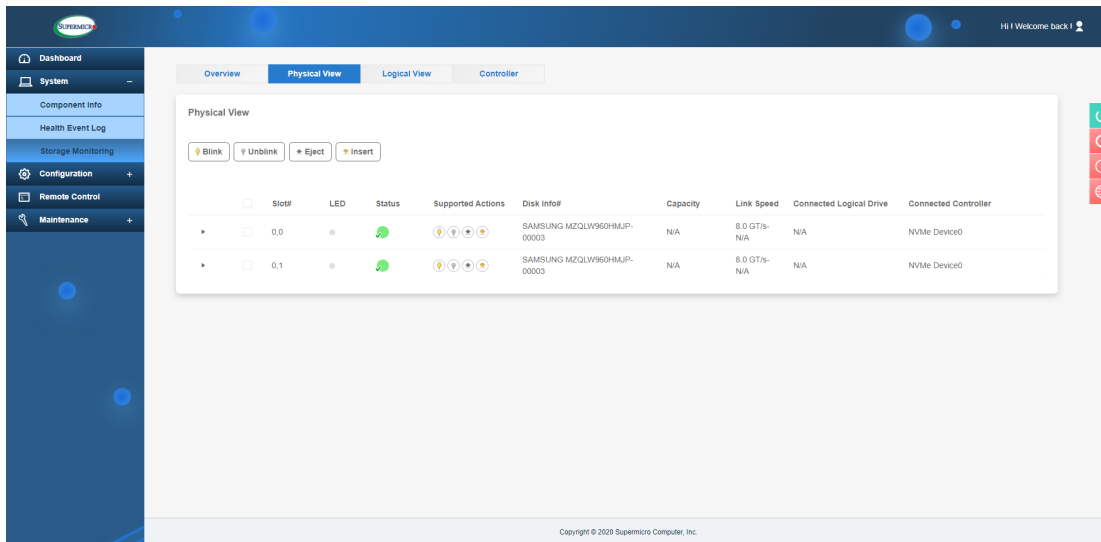 SUPERMICRO
Hi ! Welcome back !
Dashboard
System −
Component Info
Health Event Log
Storage Monitoring
Configuration +
Remote Control
Maintenance +
Overview Physical View Logical View Controller
Physical View
Blink Unblink Eject Insert
Slot# LED Status Supported Actions Disk Info# Capacity Link Speed Connected Logical Drive Connected Controller
0,0 SAMSUNG MZQLW960HMJP-00003 N/A 8.0 GT/s-N/A N/A NVMe Device0
0,1 SAMSUNG MZQLW960HMJP-00003 N/A 8.0 GT/s-N/A N/A NVMe Device0
Copyright © 2020 Supermicro Computer, Inc.